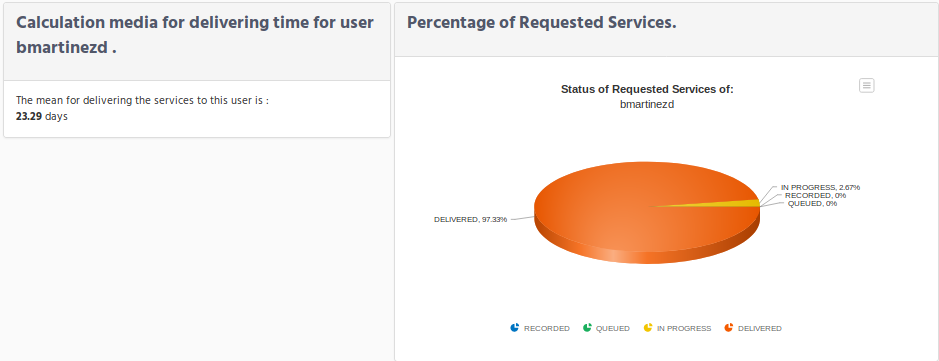 Calculation media for delivering time for user
bmartinezd .
The mean for delivering the services to this user is :
23.29 days
Percentage of Requested Services.
Status of Requested Services of:
bmartinezd
IN PROGRESS, 2.67%
RECORDED, 0%
QUEUED, 0%
DELIVERED, 97.33%
RECORDED QUEUED IN PROGRESS DELIVERED